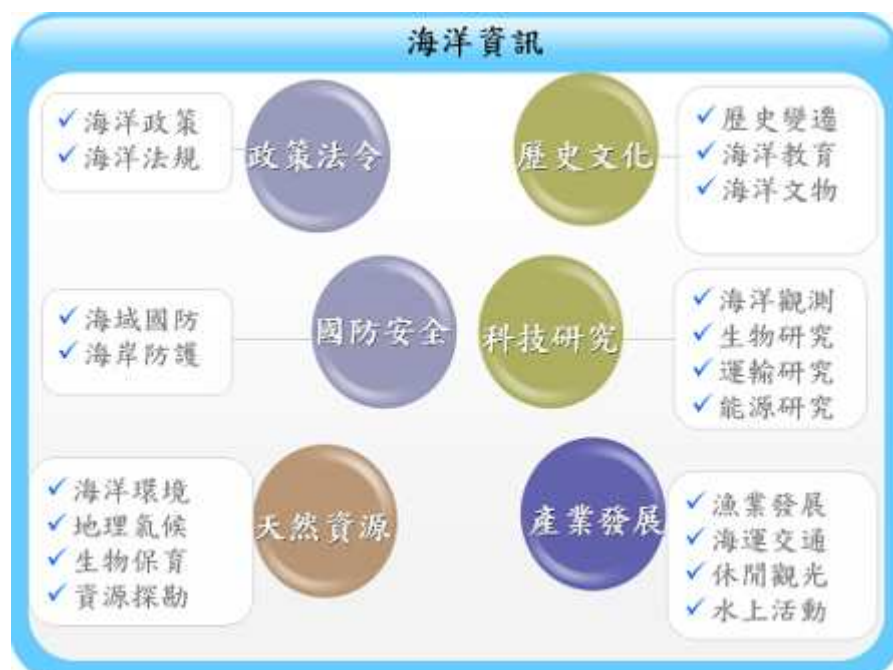 海洋資訊
海洋政策
海洋法規
政策法令
歷史文化
歷史變遷
海洋教育
海洋文物
海域國防
海岸防護
國防安全
科技研究
海洋觀測
生物研究
運輸研究
能源研究
海洋環境
地理氣候
生物保育
資源探勘
天然資源
產業發展
漁業發展
海運交通
休閒觀光
水上活動